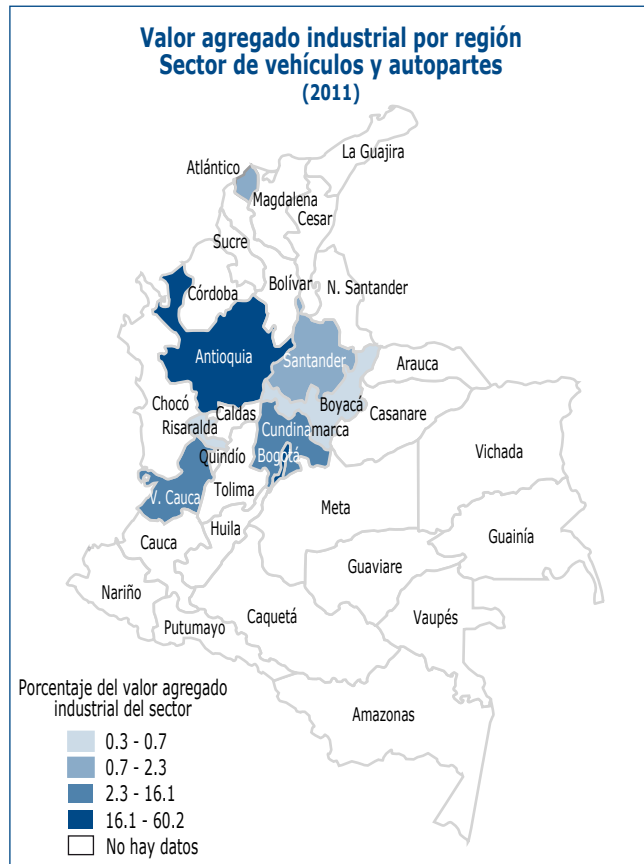 Valor agregado industrial por región
Sector de vehículos y autopartes
(2011)
La Guajira
Atlántico
Magdalena
Cesar
Sucre
Bolívar
N. Santander
Córdoba
Antioquia
Santander
Arauca
Chocó
Caldas
Boyacá
Casanare
Risaralda
Cundinamarca
Quindío
Bogotá
Vichada
V. Cauca
Tolima
Meta
Huila
Cauca
Guainía
Guaviare
Nariño
Caquetá
Vaupés
Putumayo
Amazonas
Porcentaje del valor agregado
industrial del sector
0.3 - 0.7
0.7 - 2.3
2.3 - 16.1
16.1 - 60.2
No hay datos